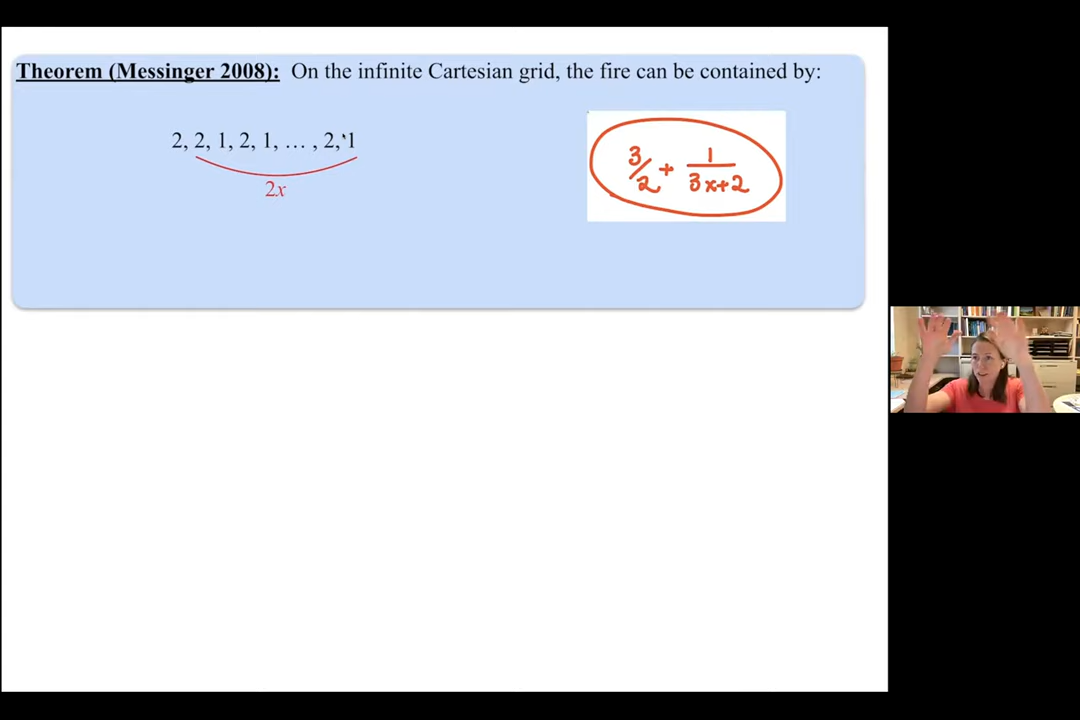 Theorem (Messinger 2008): On the infinite Cartesian grid, the fire can be contained by:
2, 2, 1, 2, 1, … , 2, 1
2x
3/2 + 1/(3x+2)